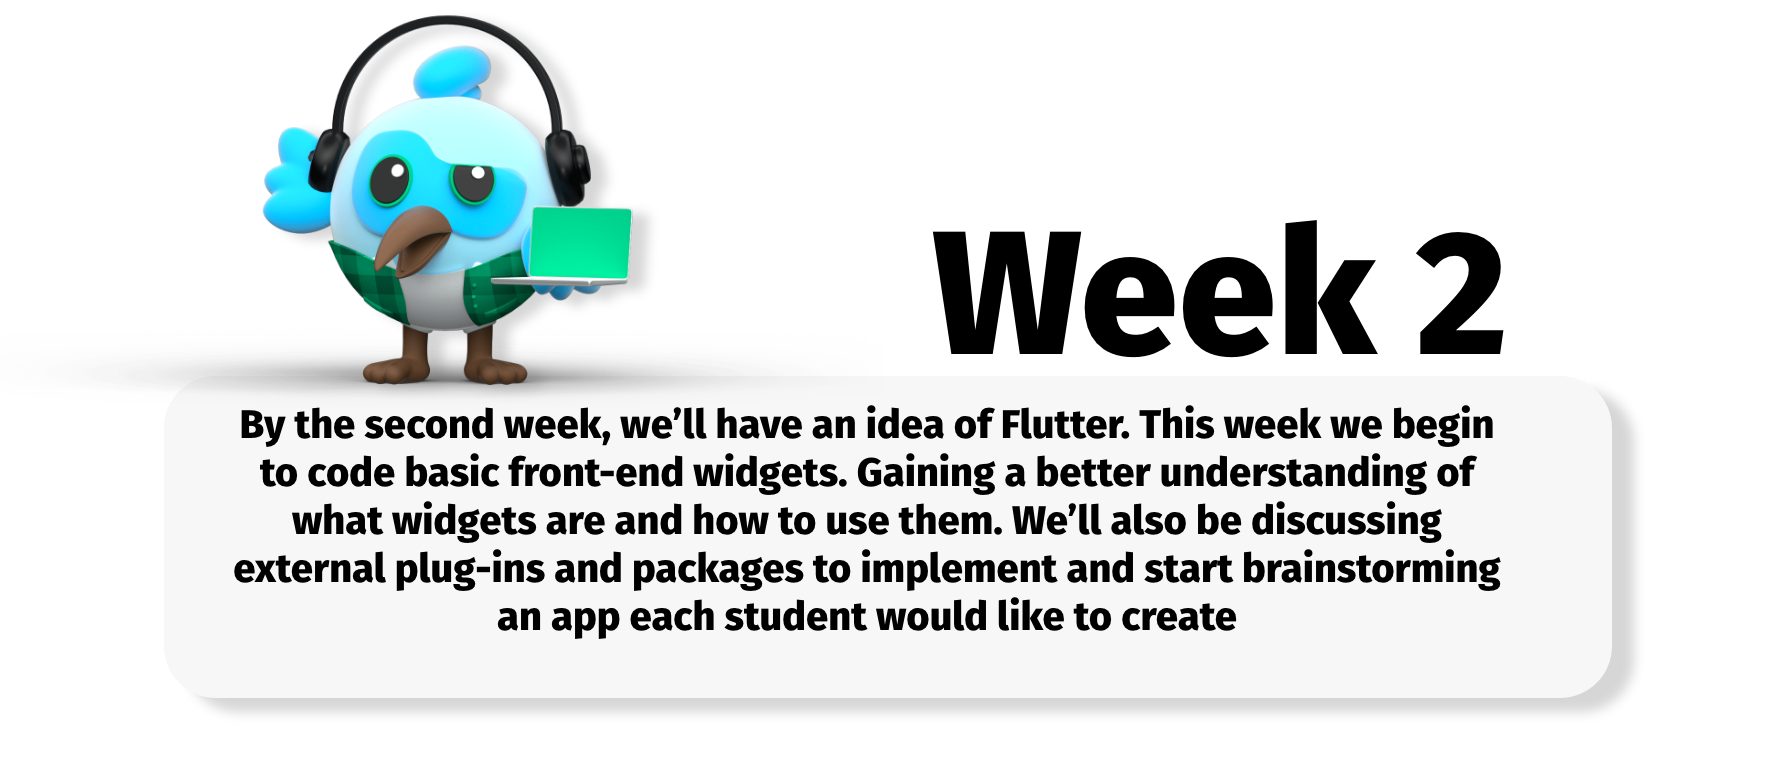 Week 2
By the second week, we’ll have an idea of Flutter. This week we begin
to code basic front-end widgets. Gaining a better understanding of
what widgets are and how to use them. We’ll also be discussing
external plug-ins and packages to implement and start brainstorming
an app each student would like to create